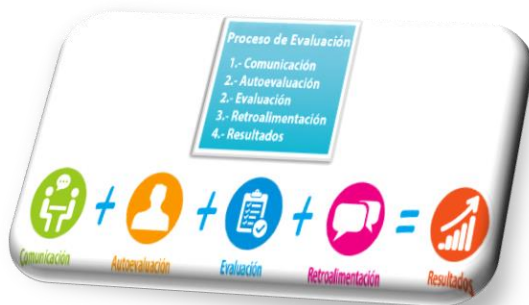 Proceso de Evaluación
1.- Comunicación
2.- Autoevaluación
2.- Evaluación
3.- Retroalimentación
4.- Resultados
+ + + =
Comunicación Autoevaluación Evaluación Retroalimentación Resultados